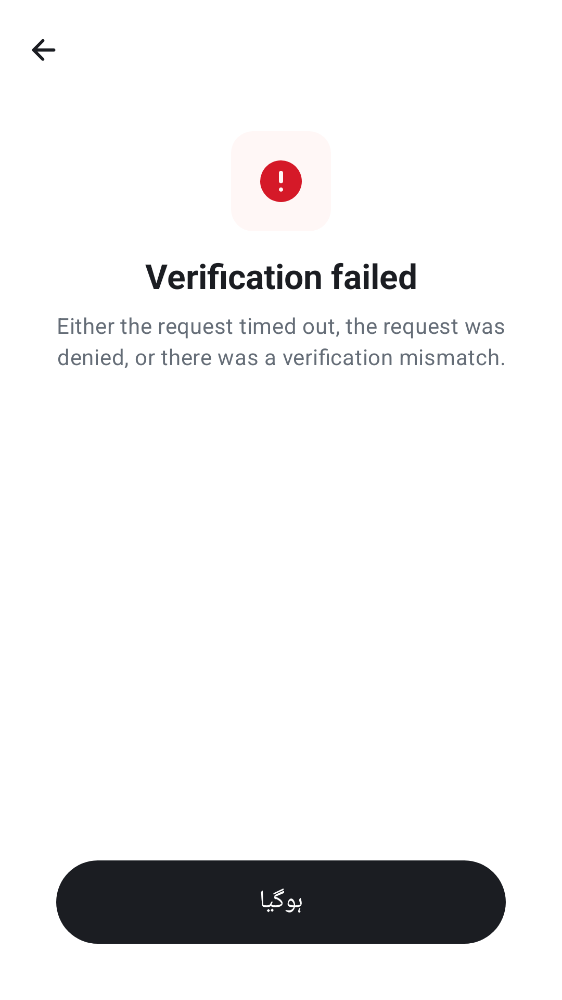 Verification failed
Either the request timed out, the request was
denied, or there was a verification mismatch.
ہوگیا